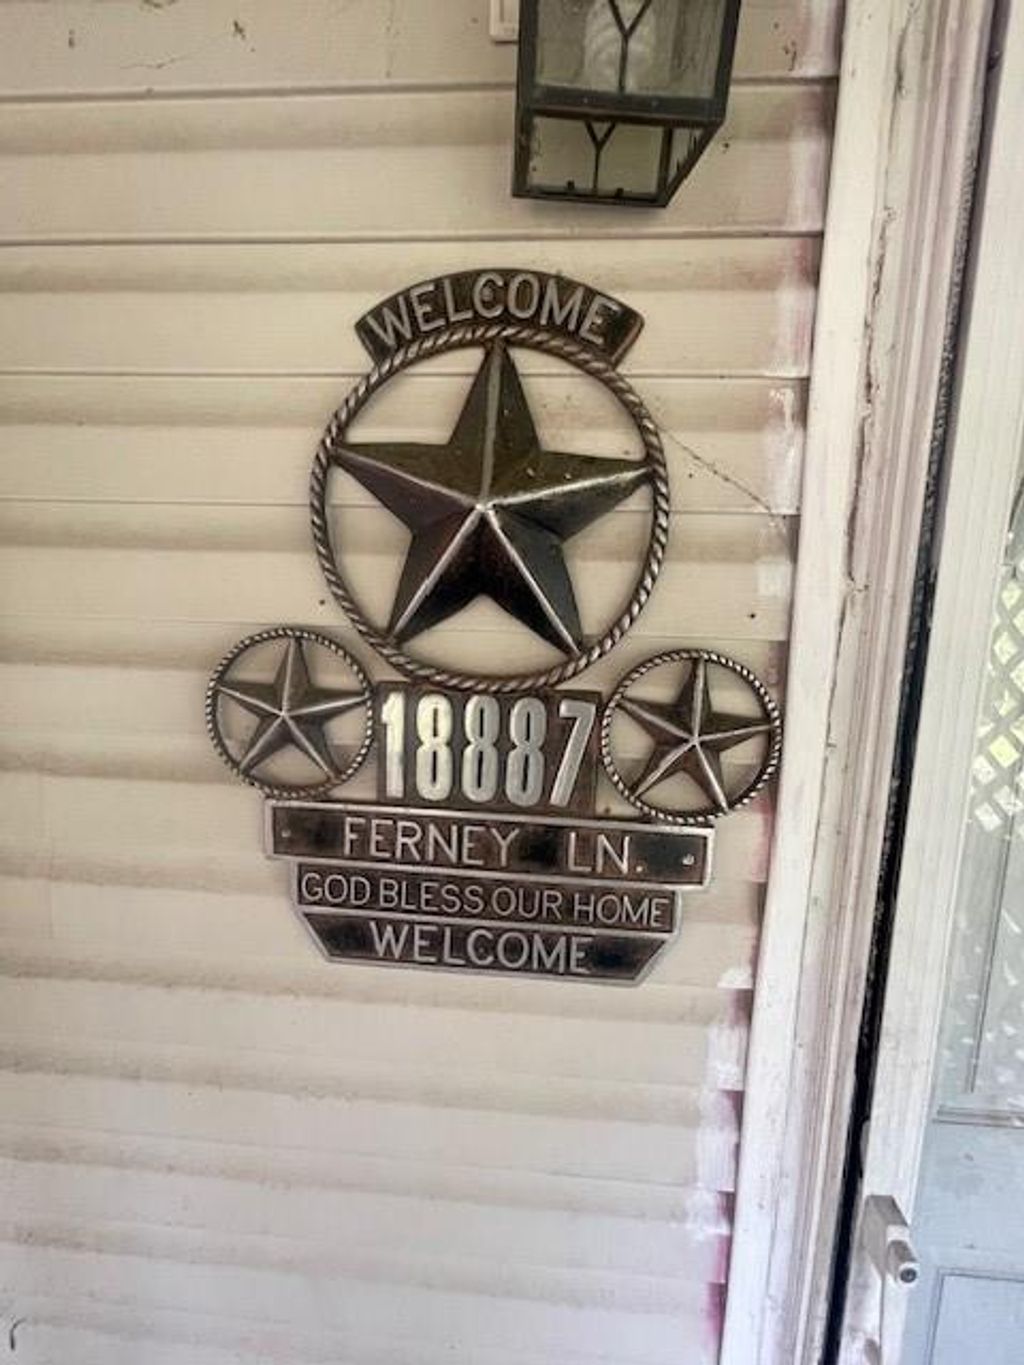 WELCOME
18887
FERNEY LN.
GOD BLESS OUR HOME
WELCOME